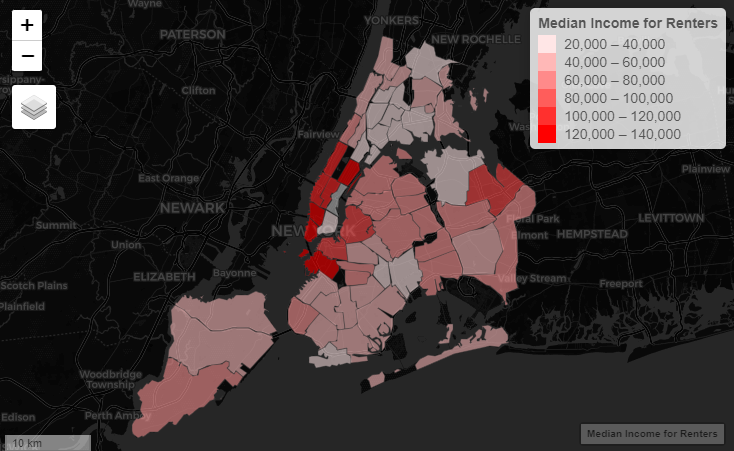 Wayne
YONKERS
PATERSON
NEW ROCHELLE
+
−
Clifton
Fairview
East Orange
NEWARK
Summit
Union
NEW YORK
ELIZABETH
Bayonne
Scotch Plains
Plainfield
Woodbridge
Township
Perth Amboy
Edison
10 km
Median Income for Renters
20,000 – 40,000
40,000 – 60,000
60,000 – 80,000
80,000 – 100,000
100,000 – 120,000
120,000 – 140,000
Plainview
LEVITTOWN
Floral Park
Elmont
HEMPSTEAD
Valley Stream
Freeport
Median Income for Renters